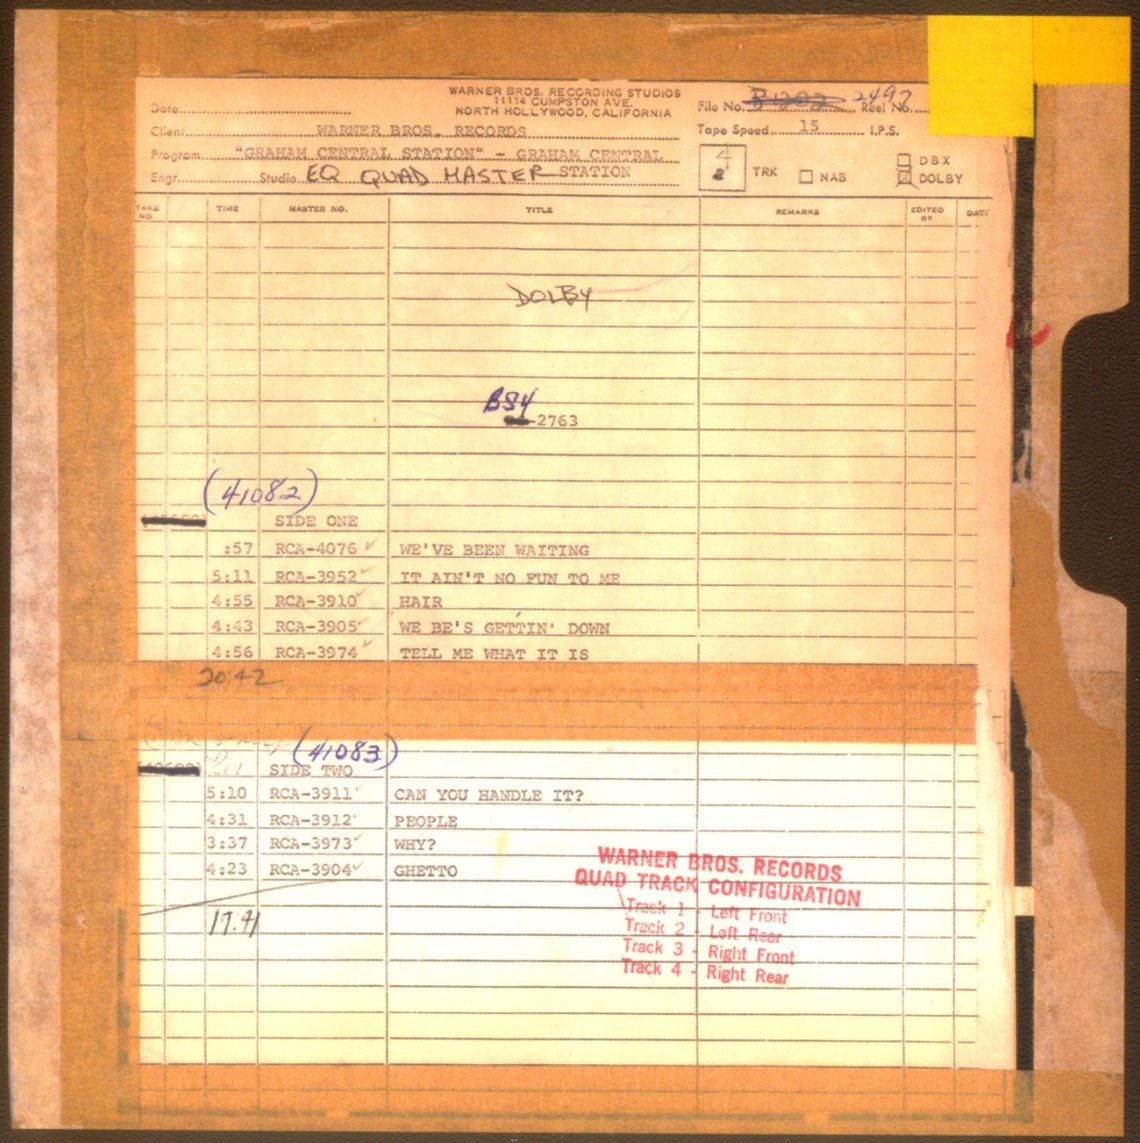 WARNER BROS. RECORDING STUDIOS
11114 CUMPSTON AVE.
NORTH HOLLYWOOD, CALIFORNIA
File No. 2497 Reel No.
Date
Client WARNER BROS. RECORDS
Tape Speed 15 I.P.S.
Program "GRAHAM CENTRAL STATION" - GRAHAM CENTRAL
STATION
Engr. Studio EQ QUAD MASTER
4 TRK NAB DBX
DOLBY
TAKE NO. TIME MASTER NO. TITLE REMARKS EDITED BY DATE
DOLBY
BS4
-2763
(41082)
SIDE ONE
:57 RCA-4076 ✓ WE'VE BEEN WAITING
5:11 RCA-3952 ✓ IT AIN'T NO FUN TO ME
4:55 RCA-3910 ✓ HAIR
4:43 RCA-3905 ✓ WE BE'S GETTIN' DOWN
4:56 RCA-3974 ✓ TELL ME WHAT IT IS
20:42
(41083)
SIDE TWO
5:10 RCA-3911 ✓ CAN YOU HANDLE IT?
4:31 RCA-3912 ✓ PEOPLE
3:37 RCA-3973 ✓ WHY?
4:23 RCA-3904 ✓ GHETTO
17.41
WARNER BROS. RECORDS
QUAD TRACK CONFIGURATION
Track 1 - Left Front
Track 2 - Left Rear
Track 3 - Right Front
Track 4 - Right Rear